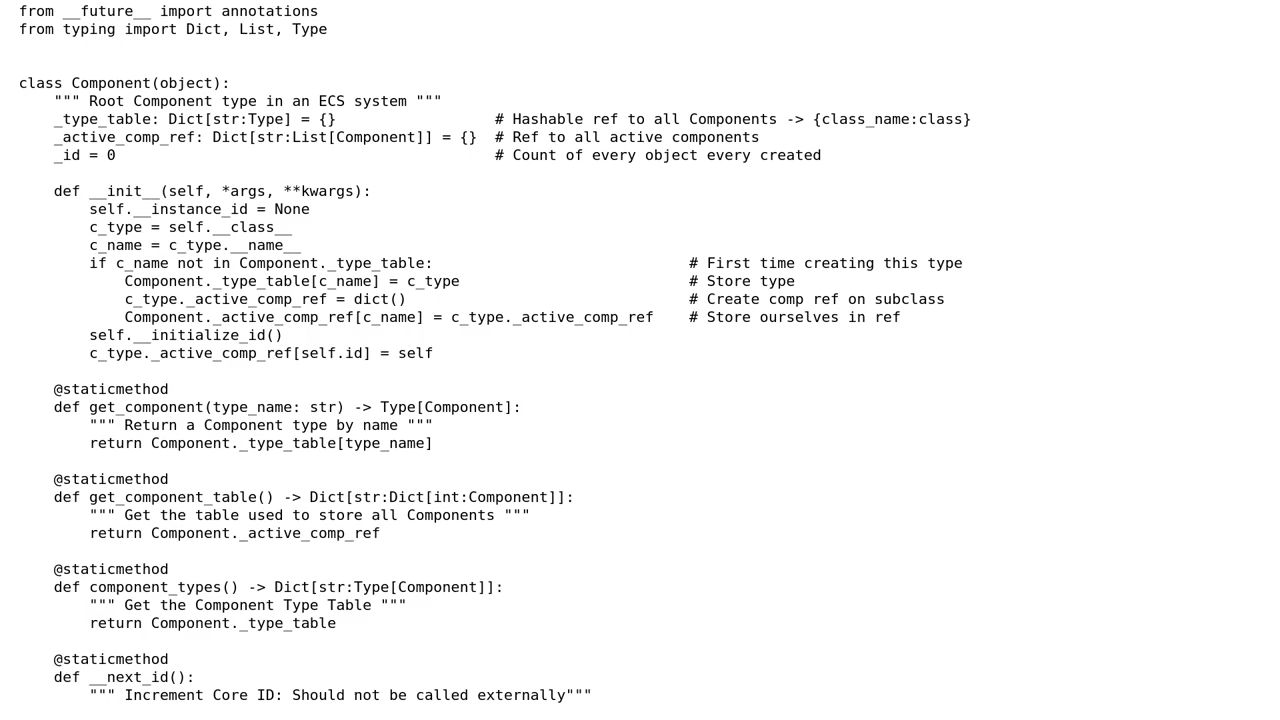 from __future__ import annotations
from typing import Dict, List, Type
class Component(object):
    """ Root Component type in an ECS system """
    _type_table: Dict[str:Type] = {}                  # Hashable ref to all Components -> {class_name:class}
    _active_comp_ref: Dict[str:List[Component]] = {}  # Ref to all active components
    _id = 0                                           # Count of every object every created
    def __init__(self, *args, **kwargs):
        self.__instance_id = None
        c_type = self.__class__
        c_name = c_type.__name__
        if c_name not in Component._type_table:                             # First time creating this type
            Component._type_table[c_name] = c_type                          # Store type
            c_type._active_comp_ref = dict()                                # Create comp ref on subclass
            Component._active_comp_ref[c_name] = c_type._active_comp_ref    # Store ourselves in ref
        self.__initialize_id()
        c_type._active_comp_ref[self.id] = self
    @staticmethod
    def get_component(type_name: str) -> Type[Component]:
        """ Return a Component type by name """
        return Component._type_table[type_name]
    @staticmethod
    def get_component_table() -> Dict[str:Dict[int:Component]]:
        """ Get the table used to store all Components """
        return Component._active_comp_ref
    @staticmethod
    def component_types() -> Dict[str:Type[Component]]:
        """ Get the Component Type Table """
        return Component._type_table
    @staticmethod
    def __next_id():
        """ Increment Core ID: Should not be called externally"""